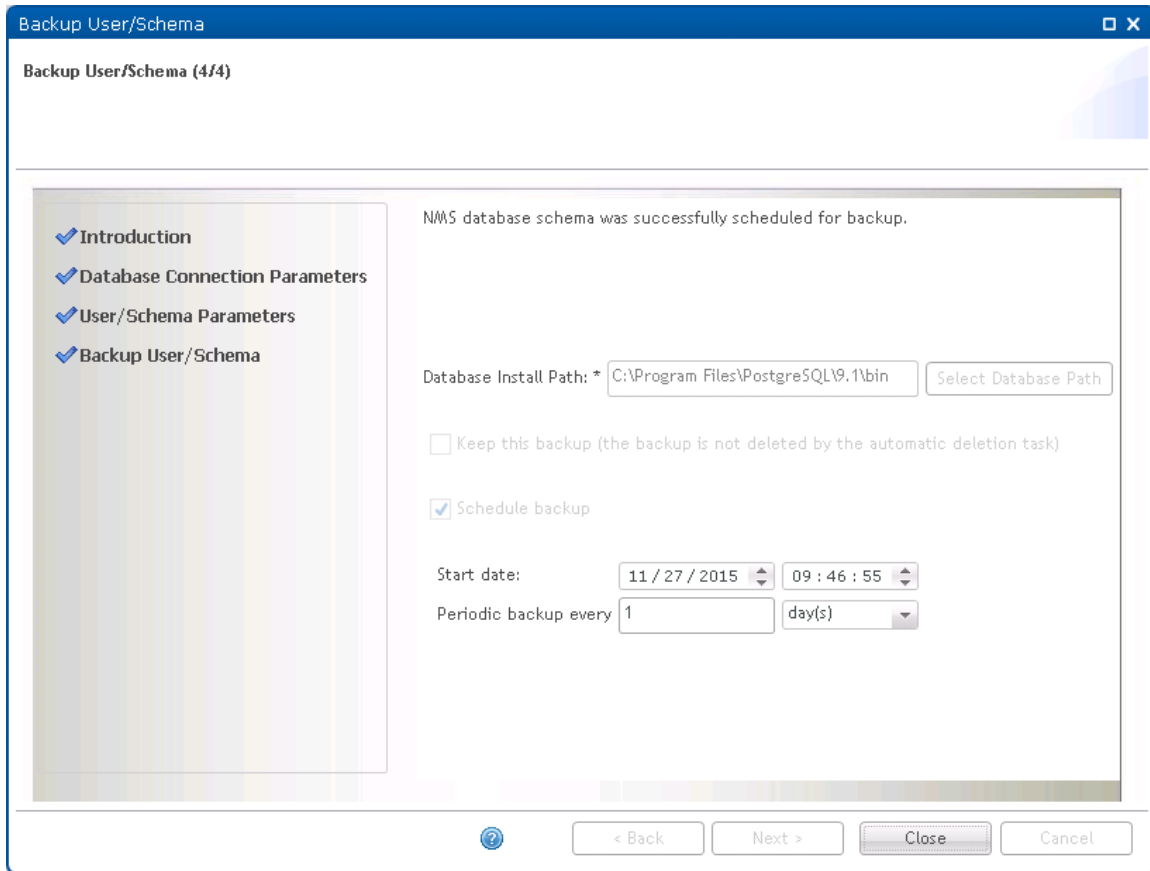 Backup User/Schema
Backup User/Schema (4/4)
Introduction
Database Connection Parameters
User/Schema Parameters
Backup User/Schema
NMS database schema was successfully scheduled for backup.
Database Install Path: * C:\Program Files\PostgreSQL\9.1\bin Select Database Path
Keep this backup (the backup is not deleted by the automatic deletion task)
Schedule backup
Start date: 11/27/2015 09:46:55
Periodic backup every 1 day(s)
? < Back Next > Close Cancel